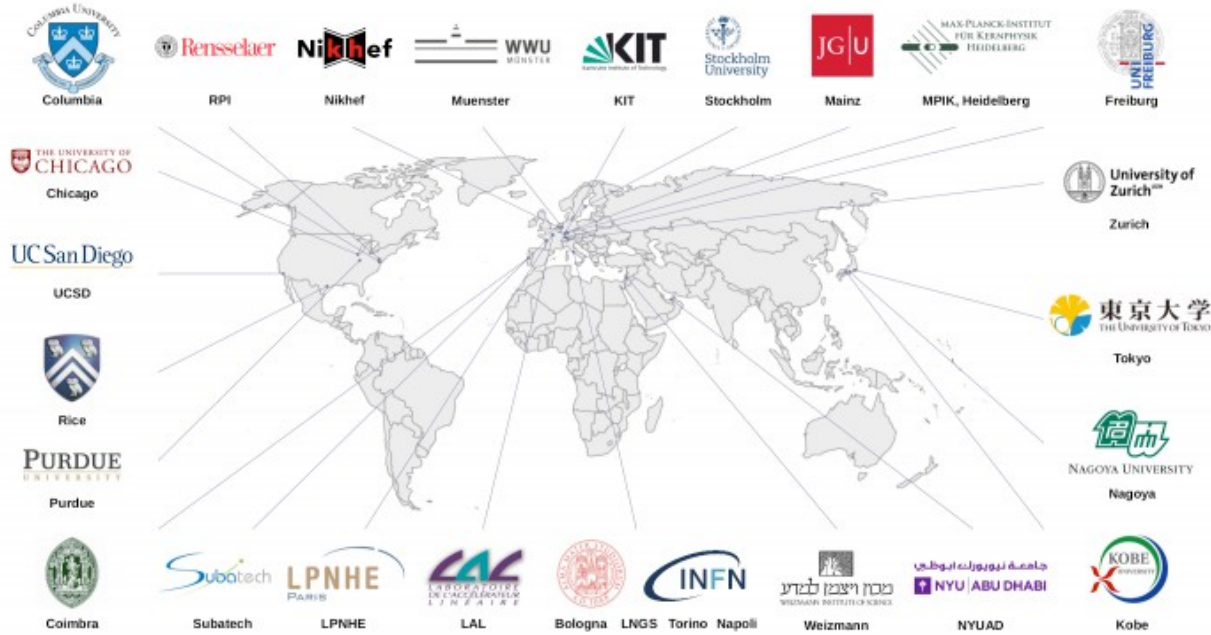 COLUMBIA UNIVERSITY
Columbia
Rensselaer
RPI
Nikhef
Nikhef
WWU
MÜNSTER
Muenster
KIT
Karlsruhe Institute of Technology
KIT
Stockholm
University
Stockholm
JG|U
Mainz
MAX-PLANCK-INSTITUT
FÜR KERNPHYSIK
HEIDELBERG
MPIK, Heidelberg
UNI
FREIBURG
Freiburg
THE UNIVERSITY OF
CHICAGO
Chicago
University of
Zurich
Zurich
UC San Diego
UCSD
東京大学
THE UNIVERSITY OF TOKYO
Tokyo
Rice
NAGOYA UNIVERSITY
Nagoya
PURDUE
UNIVERSITY
Purdue
Coimbra
Subatech
Subatech
LPNHE
PARIS
LPNHE
LAL
LABORATOIRE
DE L'ACCÉLÉRATEUR
LINÉAIRE
LAL
Bologna
INFN
LNGS Torino Napoli
מכון ויצמן למדע
WEIZMANN INSTITUTE OF SCIENCE
Weizmann
جامعة نيويورك أبوظبي
NYU | ABU DHABI
NYUAD
KOBE
UNIVERSITY
Kobe